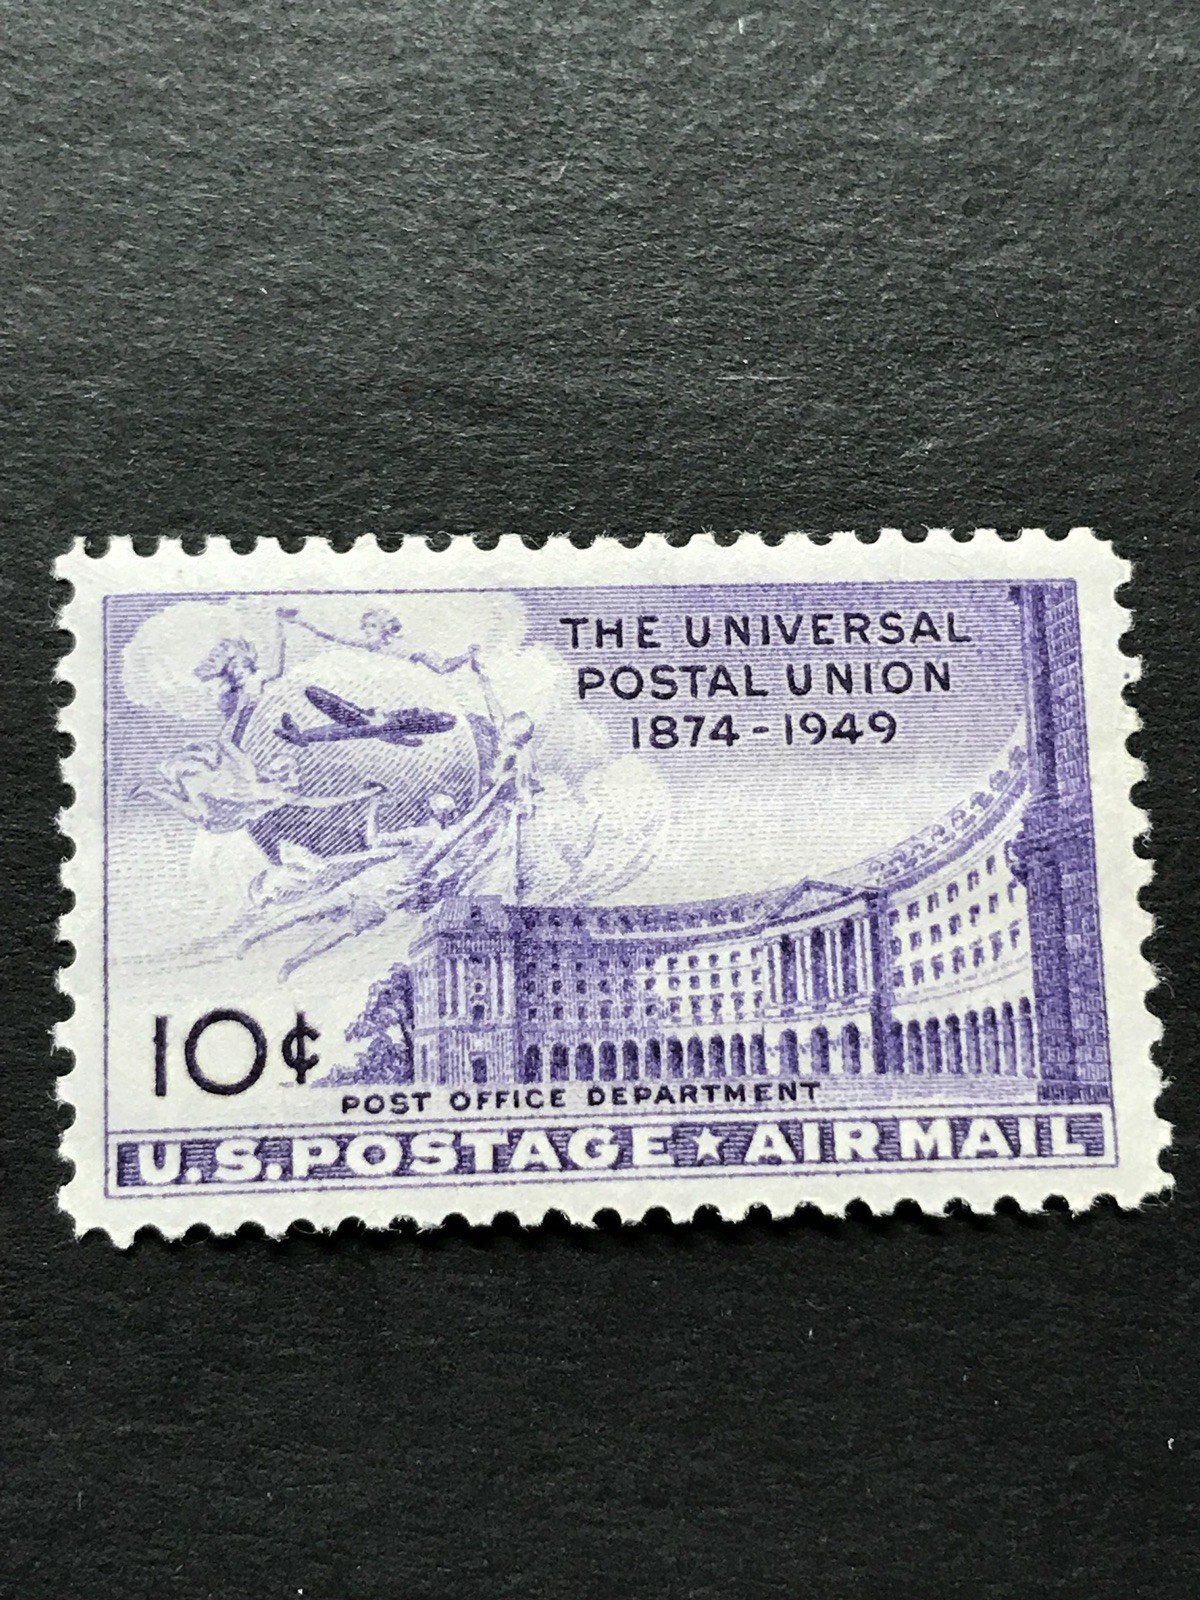 THE UNIVERSAL
POSTAL UNION
1874-1949
10¢
POST OFFICE DEPARTMENT
U.S. POSTAGE ★ AIR MAIL